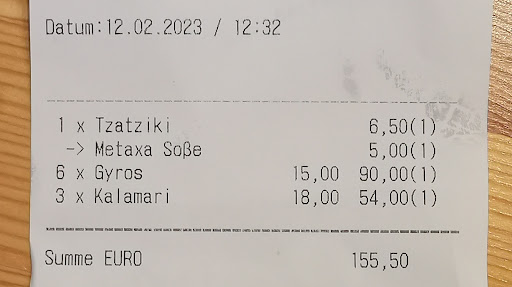 Datum:12.02.2023 / 12:32
1 x Tzatziki 6,50(1)
-> Metaxa Soße 5,00(1)
6 x Gyros 15,00 90,00(1)
3 x Kalamari 18,00 54,00(1)
Summe EURO 155,50